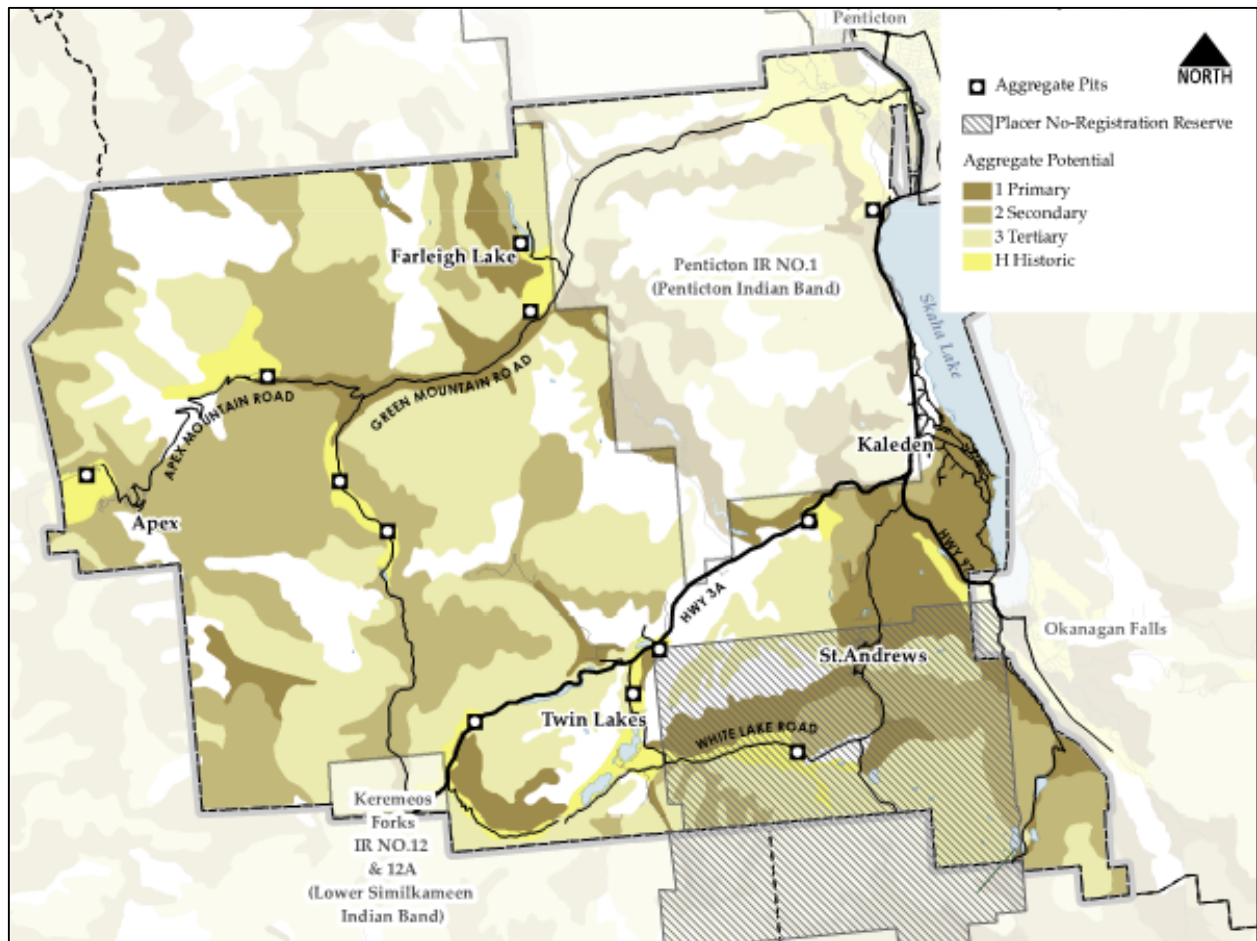 Penticton
NORTH
Aggregate Pits
Placer No-Registration Reserve
Aggregate Potential
1 Primary
2 Secondary
3 Tertiary
H Historic
Farleigh Lake
Penticton IR NO.1
(Penticton Indian Band)
Skaha Lake
GREEN MOUNTAIN ROAD
APEX MOUNTAIN ROAD
Kaleden
Apex
HWY 97
HWY 3A
Okanagan Falls
St.Andrews
Twin Lakes
WHITE LAKE ROAD
Keremeos
Forks
IR NO.12
& 12A
(Lower Similkameen
Indian Band)